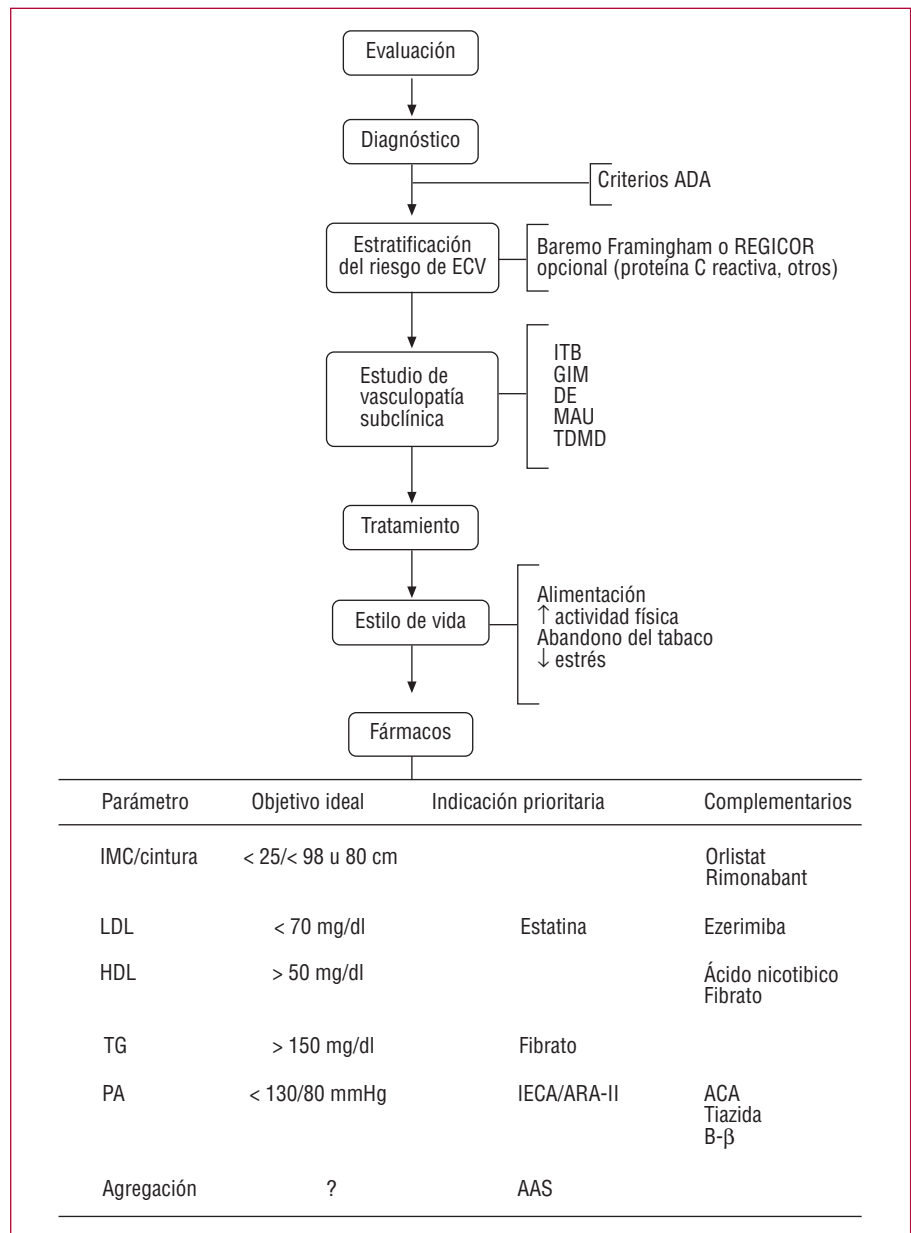 Evaluación
Diagnóstico
Criterios ADA
Estratificación
del riesgo de ECV
Baremo Framingham o REGICOR
opcional (proteína C reactiva, otros)
Estudio de
vasculopatía
subclínica
ITB
GIM
DE
MAU
TDMD
Tratamiento
Estilo de vida
Alimentación
↑ actividad física
Abandono del tabaco
↓ estrés
Fármacos
Parámetro Objetivo ideal Indicación prioritaria Complementarios
IMC/cintura < 25/< 98 u 80 cm Orlistat
Rimonabant
LDL < 70 mg/dl Estatina Ezerimiba
HDL > 50 mg/dl Ácido nicotibico
Fibrato
TG > 150 mg/dl Fibrato
PA < 130/80 mmHg IECA/ARA-II ACA
Tiazida
B-β
Agregación ? AAS